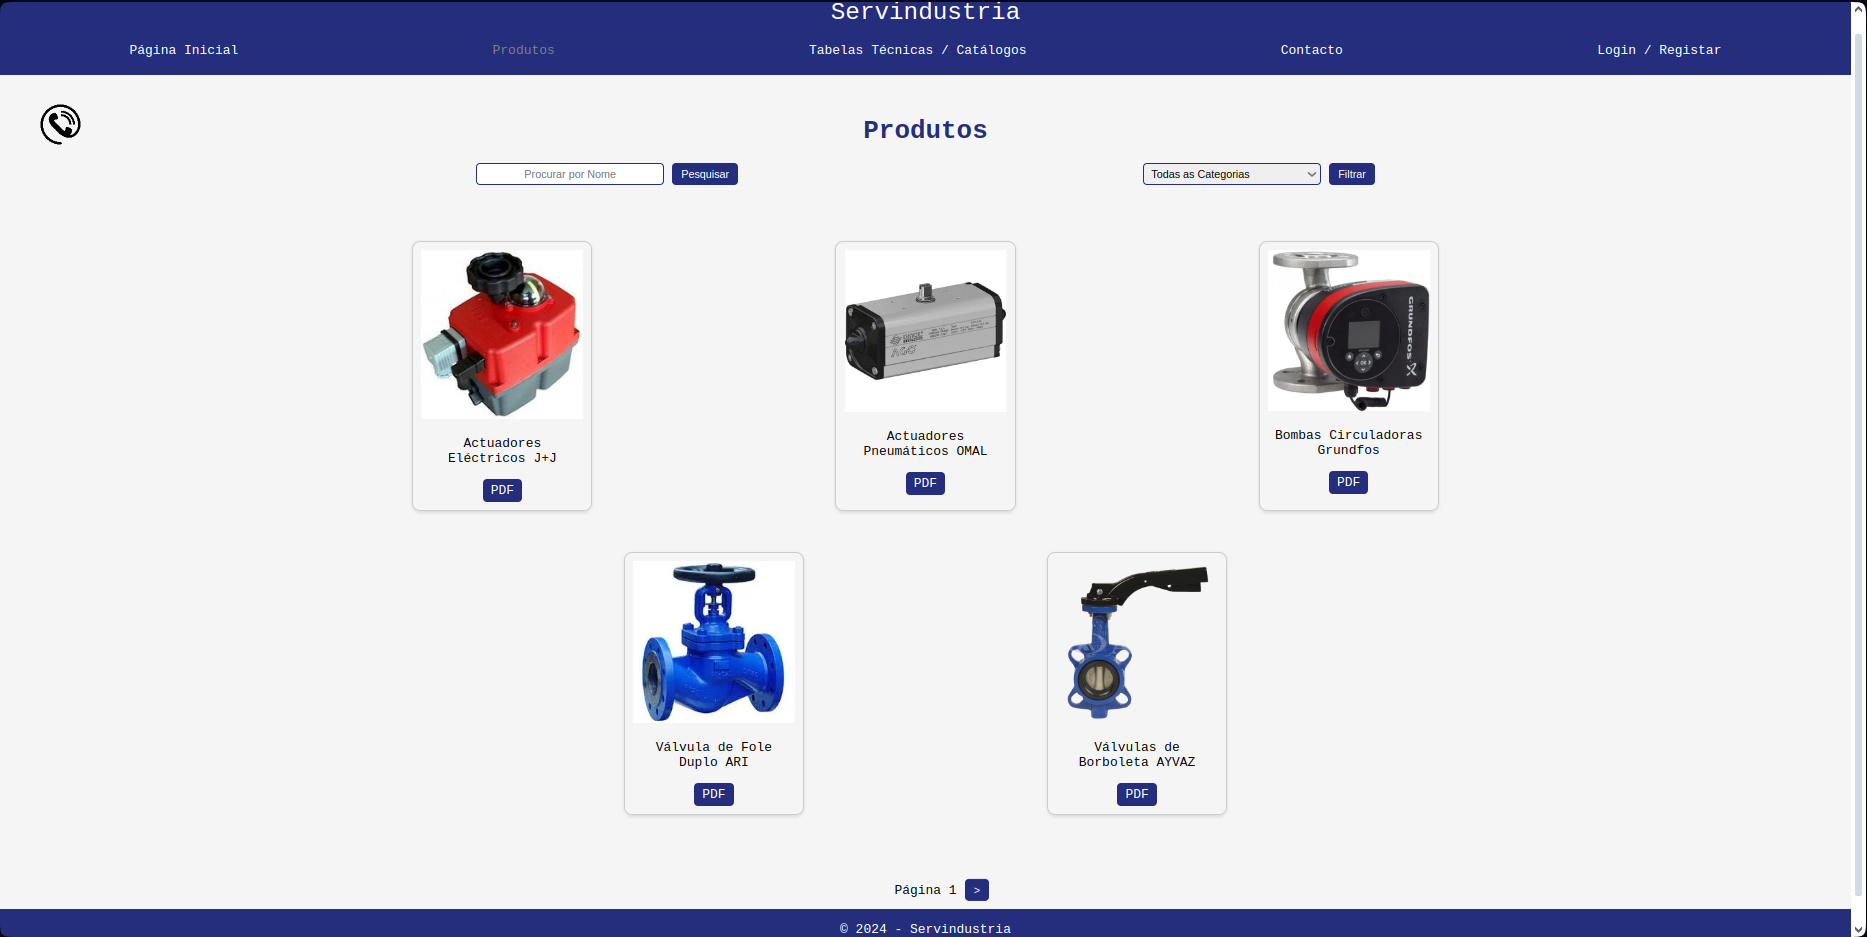 Servindustria
Página Inicial
Produtos
Tabelas Técnicas / Catálogos
Contacto
Login / Registar
Produtos
Procurar por Nome
Pesquisar
Todas as Categorias
Filtrar
AGO
GRUNDFOS
Actuadores
Eléctricos J+J
PDF
Actuadores
Pneumáticos OMAL
PDF
Bombas Circuladoras
Grundfos
PDF
Válvula de Fole
Duplo ARI
PDF
Válvulas de
Borboleta AYVAZ
PDF
Página 1 >
© 2024 - Servindustria